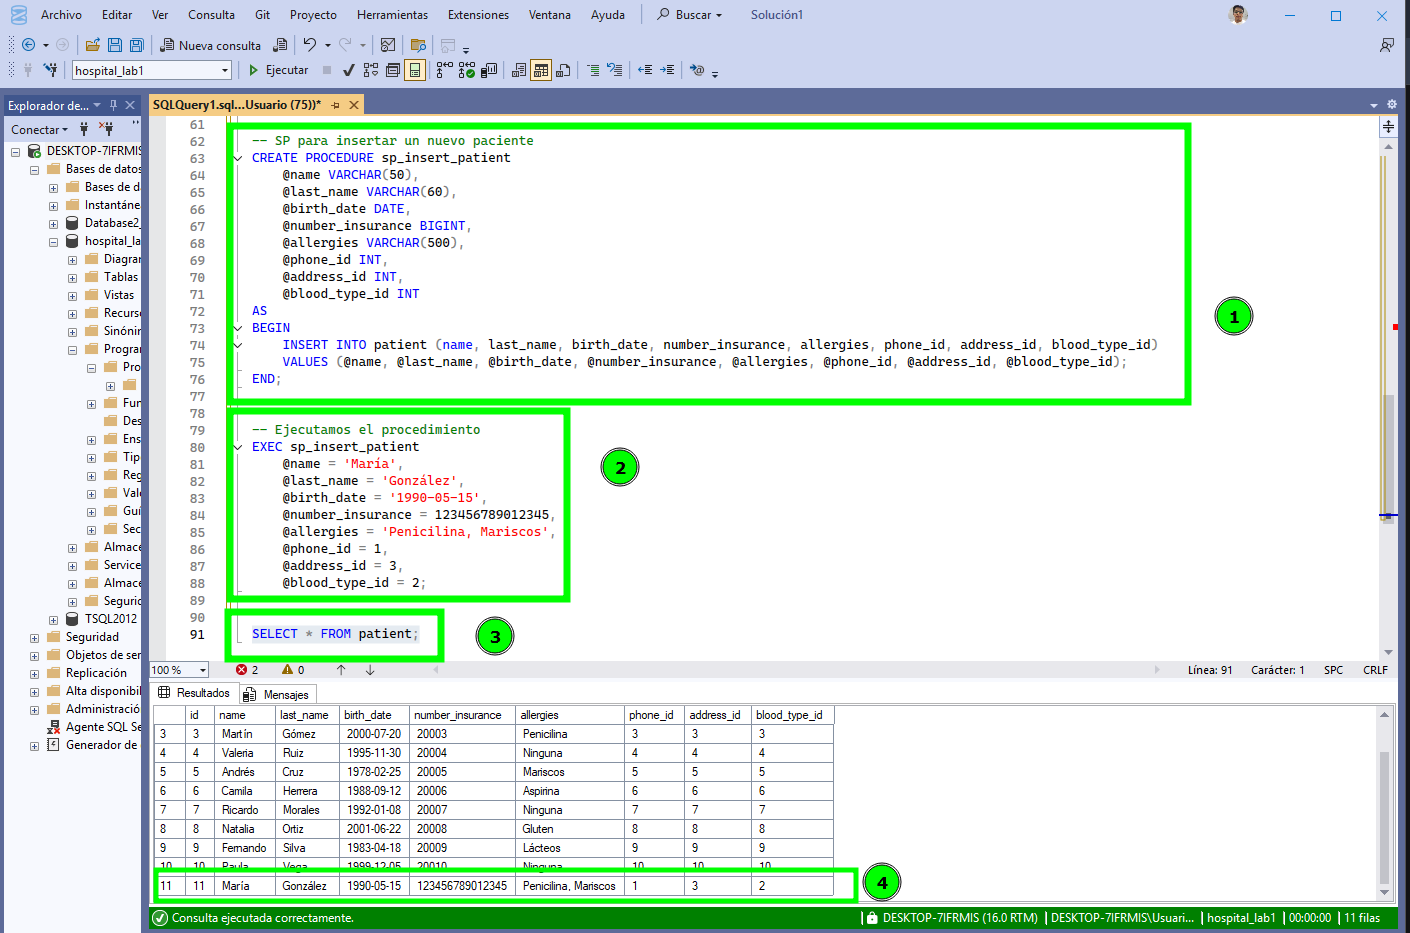 Archivo Editar Ver Consulta Git Proyecto Herramientas Extensiones Ventana Ayuda Buscar Solución1
Nueva consulta
hospital_lab1 Ejecutar
Explorador de...
SQLQuery1.sql...Usuario (75))*
Conectar
DESKTOP-7IFRMIS
Bases de datos
Bases de d
Instantáne
Database2_
hospital_la
Diagrar
Tablas
Vistas
Recurso
Sinónir
Prograr
Pro
Fur
Des
Ens
Tip
Reg
Val
Gui
Sec
Almace
Service
Almace
Segurid
TSQL2012
Seguridad
Objetos de ser
Replicación
Alta disponibil
Administració
Agente SQL Se
Generador de
61
62 -- SP para insertar un nuevo paciente
63 CREATE PROCEDURE sp_insert_patient
64 @name VARCHAR(50),
65 @last_name VARCHAR(60),
66 @birth_date DATE,
67 @number_insurance BIGINT,
68 @allergies VARCHAR(500),
69 @phone_id INT,
70 @address_id INT,
71 @blood_type_id INT
72 AS
73 BEGIN
74 INSERT INTO patient (name, last_name, birth_date, number_insurance, allergies, phone_id, address_id, blood_type_id)
75 VALUES (@name, @last_name, @birth_date, @number_insurance, @allergies, @phone_id, @address_id, @blood_type_id);
76 END;
77
78
79 -- Ejecutamos el procedimiento
80 EXEC sp_insert_patient
81 @name = 'María',
82 @last_name = 'González',
83 @birth_date = '1990-05-15',
84 @number_insurance = 123456789012345,
85 @allergies = 'Penicilina, Mariscos',
86 @phone_id = 1,
87 @address_id = 3,
88 @blood_type_id = 2;
89
90
91 SELECT * FROM patient;
1
2
3
100 % 2 0 Línea: 91 Carácter: 1 SPC CRLF
Resultados Mensajes
id name last_name birth_date number_insurance allergies phone_id address_id blood_type_id
3 3 Martín Gómez 2000-07-20 20003 Penicilina 3 3 3
4 4 Valeria Ruiz 1995-11-30 20004 Ninguna 4 4 4
5 5 Andrés Cruz 1978-02-25 20005 Mariscos 5 5 5
6 6 Camila Herrera 1988-09-12 20006 Aspirina 6 6 6
7 7 Ricardo Morales 1992-01-08 20007 Ninguna 7 7 7
8 8 Natalia Ortiz 2001-06-22 20008 Gluten 8 8 8
9 9 Fernando Silva 1983-04-18 20009 Lácteos 9 9 9
10 10 Paula Vega 1999-12-05 20010 Ninguna 10 10 10
11 11 María González 1990-05-15 123456789012345 Penicilina, Mariscos 1 3 2
4
Consulta ejecutada correctamente. DESKTOP-7IFRMIS (16.0 RTM) DESKTOP-7IFRMIS\Usuari... hospital_lab1 00:00:00 11 filas